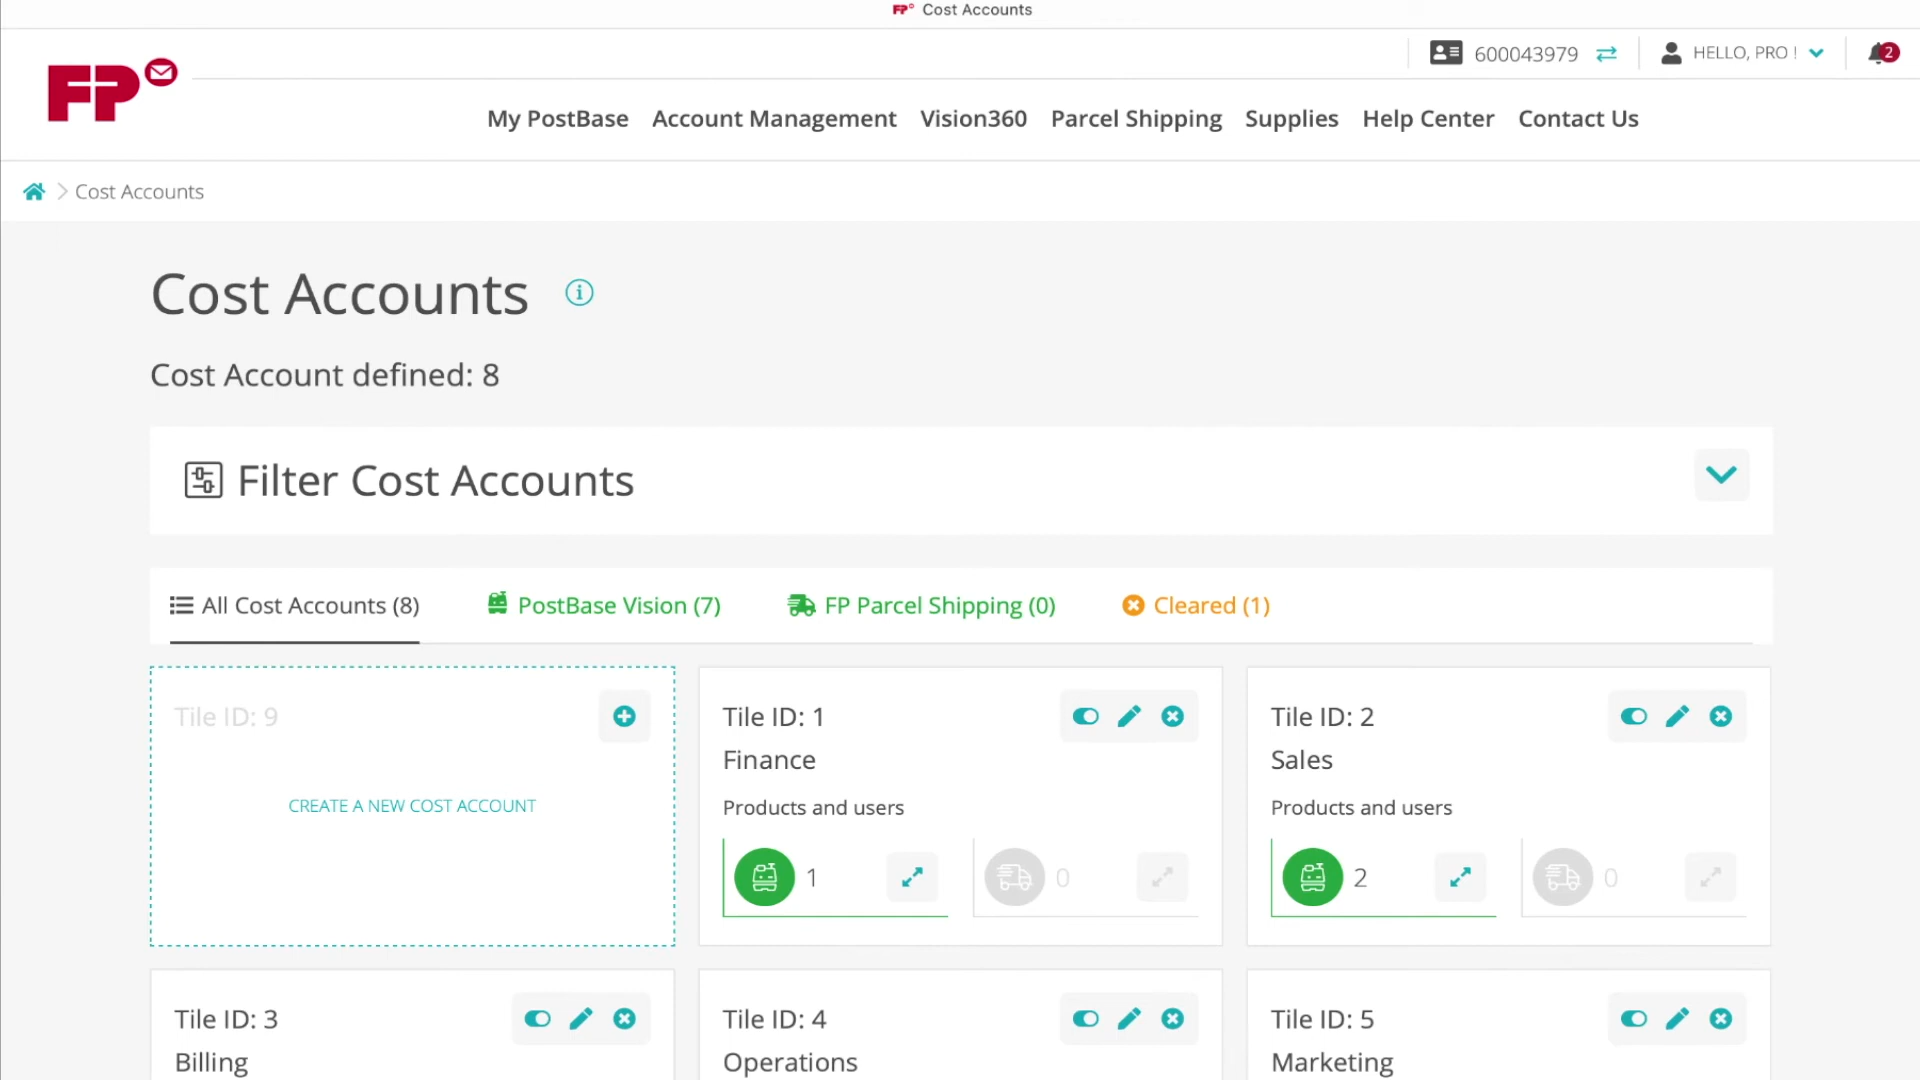 FP Cost Accounts
600043979
HELLO, PRO !
2
FP
My PostBase Account Management Vision360 Parcel Shipping Supplies Help Center Contact Us
Cost Accounts
Cost Accounts
Cost Account defined: 8
Filter Cost Accounts
All Cost Accounts (8) PostBase Vision (7) FP Parcel Shipping (0) Cleared (1)
Tile ID: 9
CREATE A NEW COST ACCOUNT
Tile ID: 1
Finance
Products and users
1
0
Tile ID: 2
Sales
Products and users
2
0
Tile ID: 3
Billing
Tile ID: 4
Operations
Tile ID: 5
Marketing